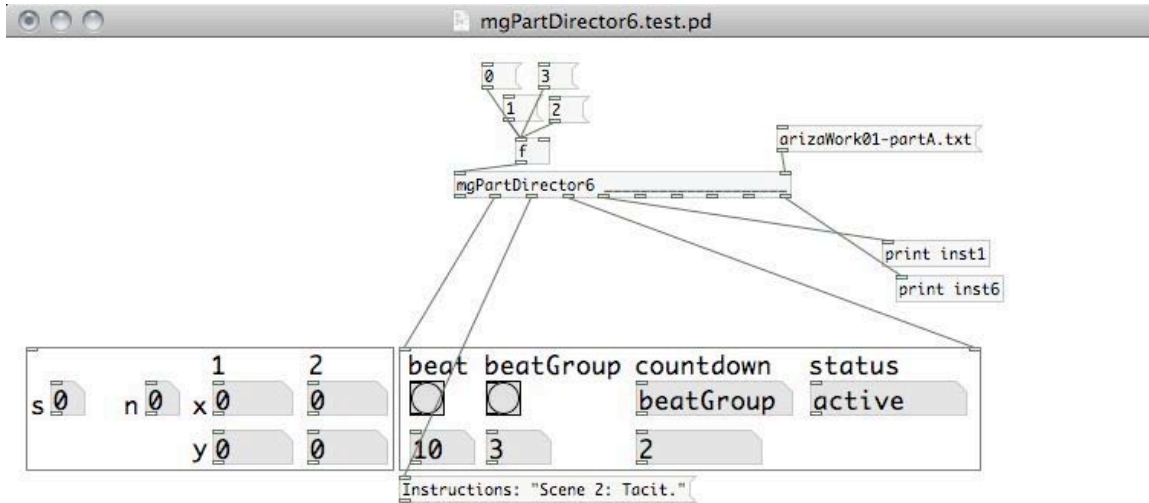 mgPartDirector6.test.pd
0 3
1 2
f
arizaWork01-partA.txt
mgPartDirector6 _________________________
print inst1
print inst6
1 2
beat beatGroup countdown status
s 0 n 0 x 0 0
beatGroup active
y 0 0
10 3 2
Instructions: "Scene 2: Tacit."